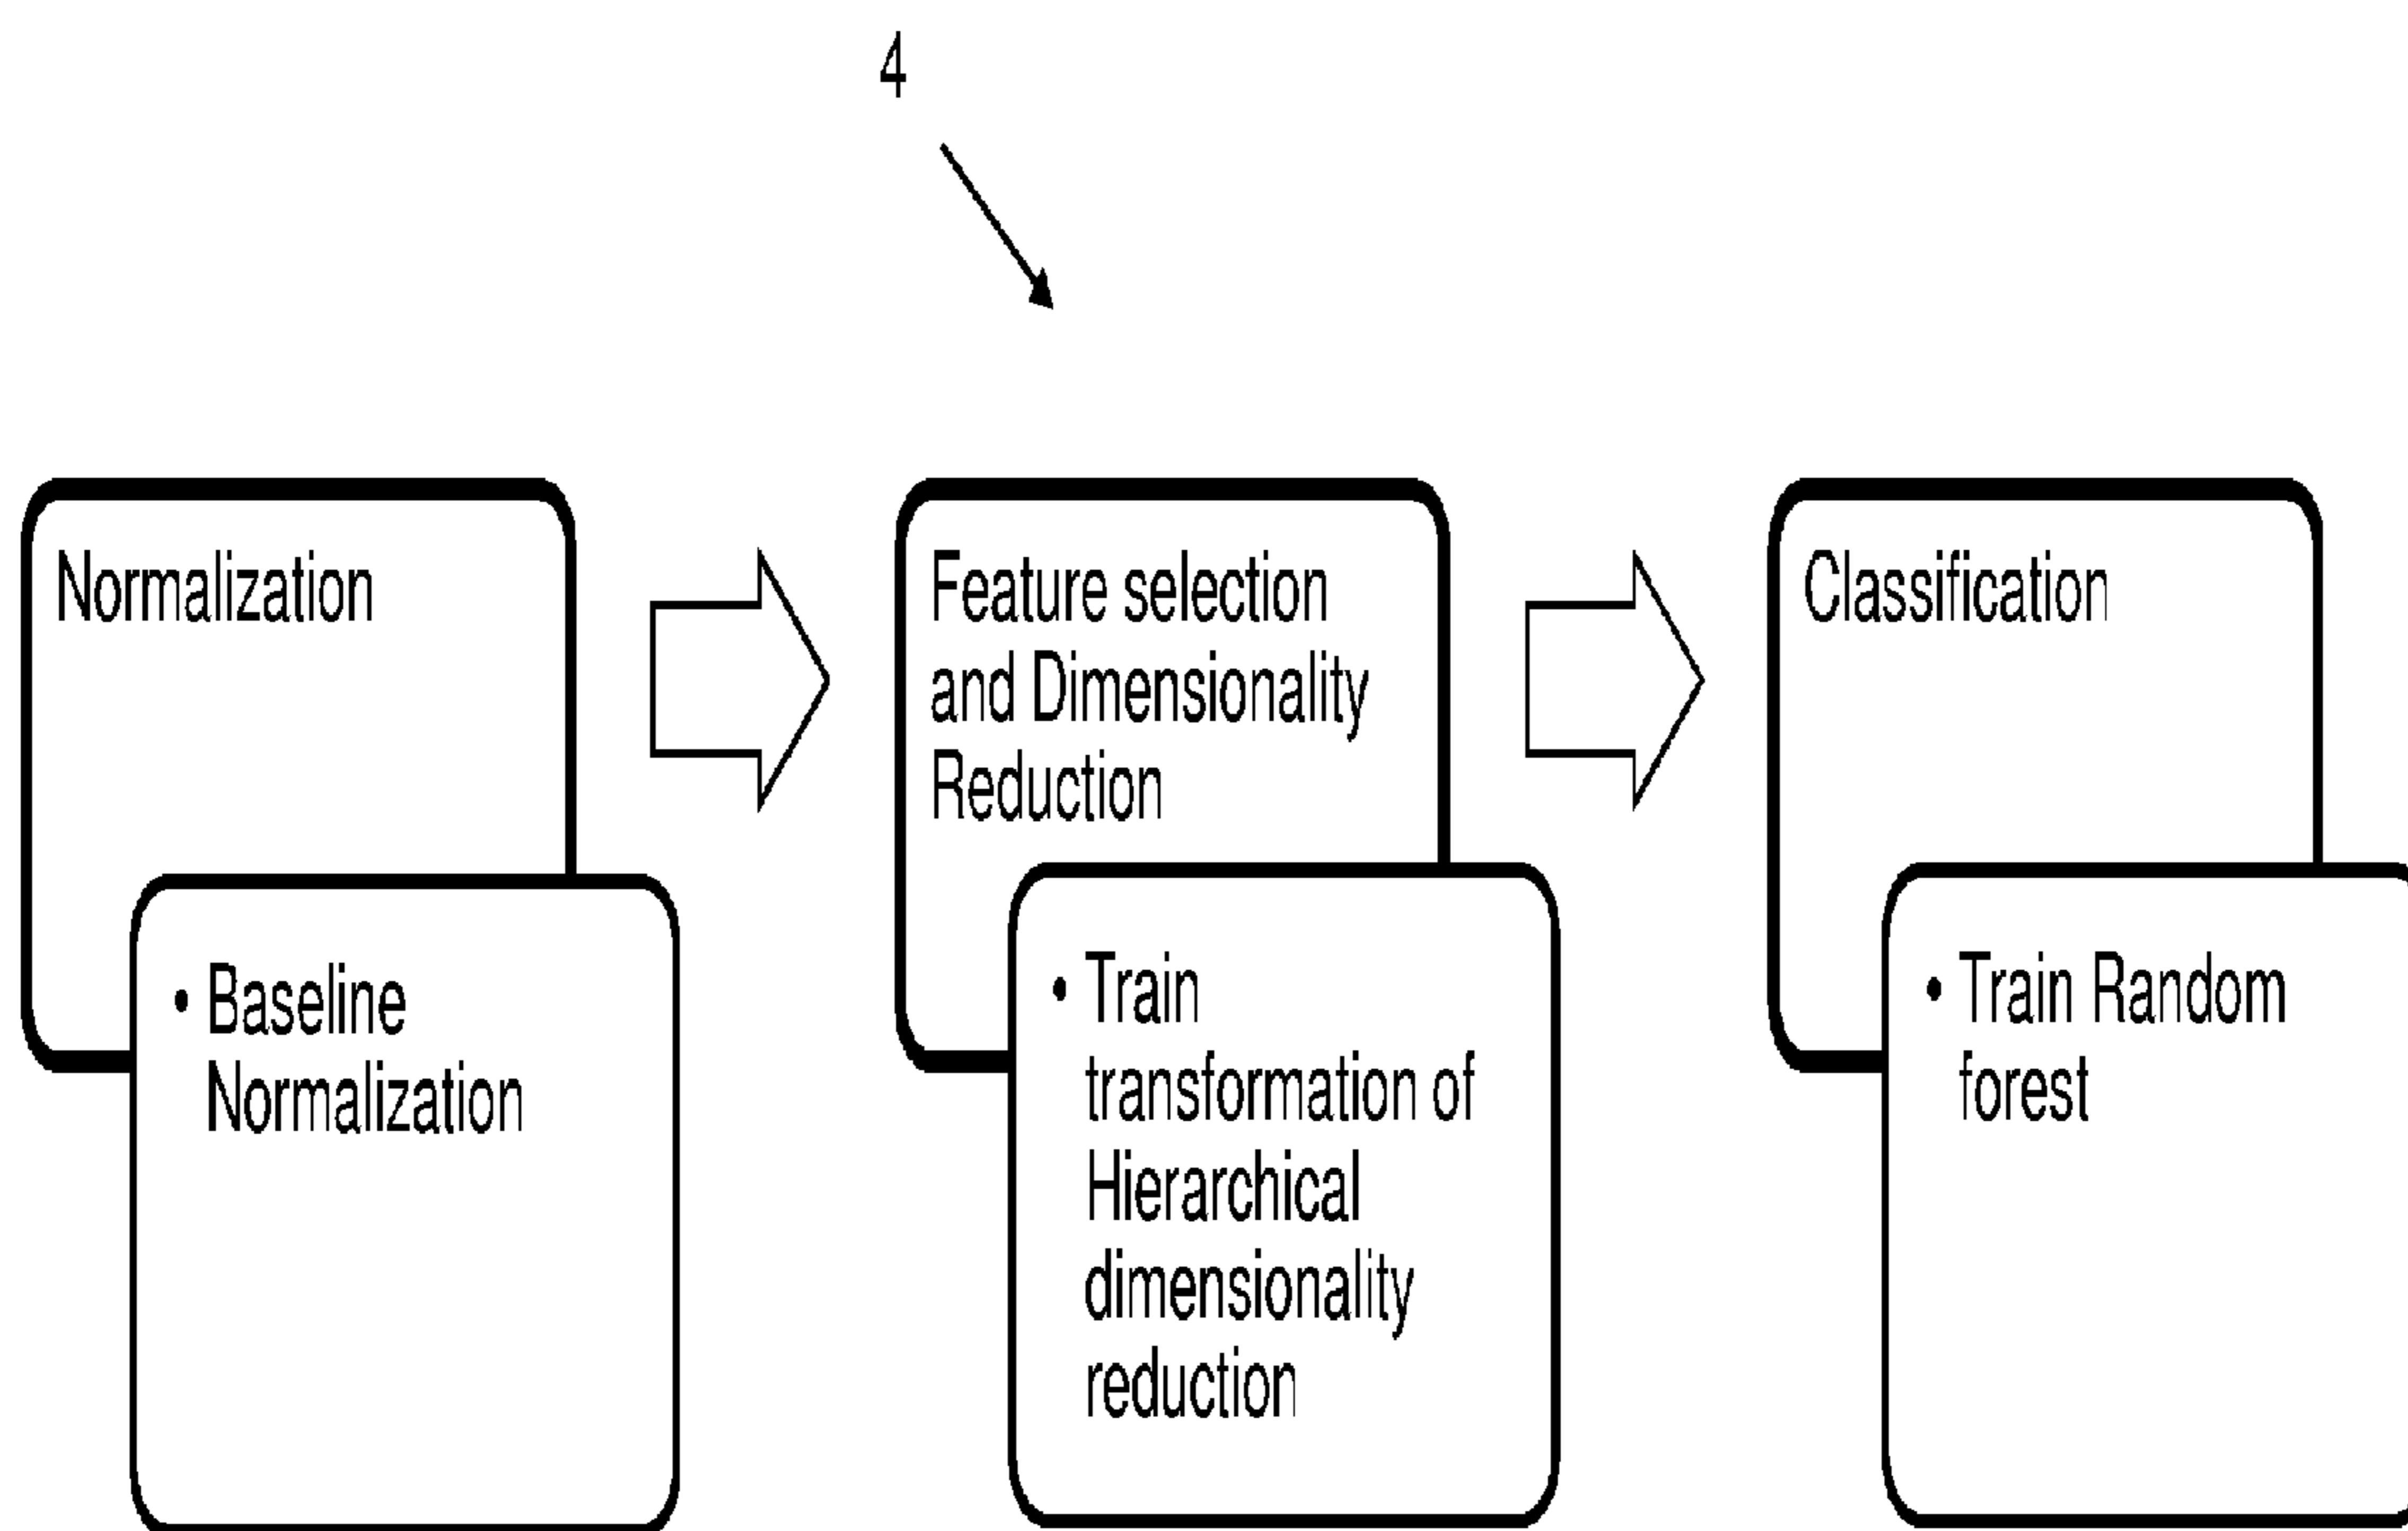 4
Normalization
• Baseline
Normalization
Feature selection
and Dimensionality
Reduction
• Train
transformation of
Hierarchical
dimensionality
reduction
Classification
• Train Random
forest